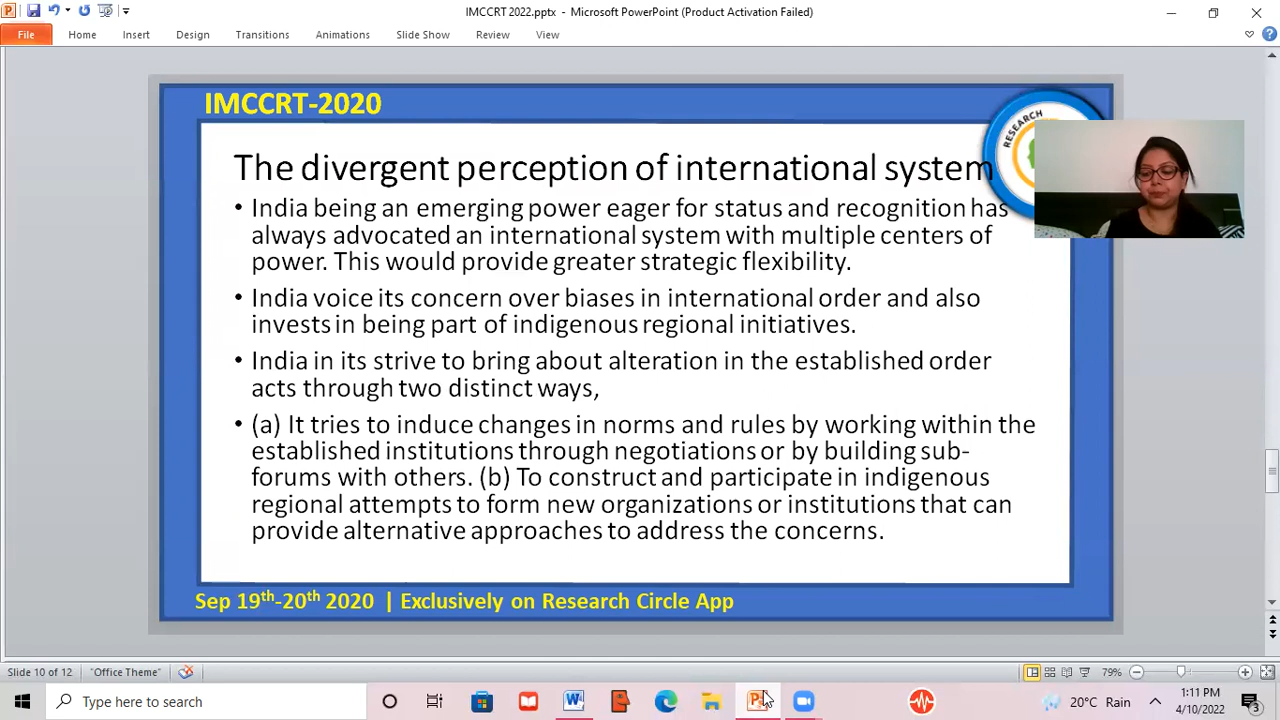 IMCCRT 2022.pptx - Microsoft PowerPoint (Product Activation Failed)
File Home Insert Design Transitions Animations Slide Show Review View
IMCCRT-2020
RESEARCH
The divergent perception of international system
• India being an emerging power eager for status and recognition has
always advocated an international system with multiple centers of
power. This would provide greater strategic flexibility.
• India voice its concern over biases in international order and also
invests in being part of indigenous regional initiatives.
• India in its strive to bring about alteration in the established order
acts through two distinct ways,
• (a) It tries to induce changes in norms and rules by working within the
established institutions through negotiations or by building sub-
forums with others. (b) To construct and participate in indigenous
regional attempts to form new organizations or institutions that can
provide alternative approaches to address the concerns.
Sep 19th-20th 2020 | Exclusively on Research Circle App
Slide 10 of 12 "Office Theme" 79%
Type here to search 20°C Rain 1:11 PM
4/10/2022 3